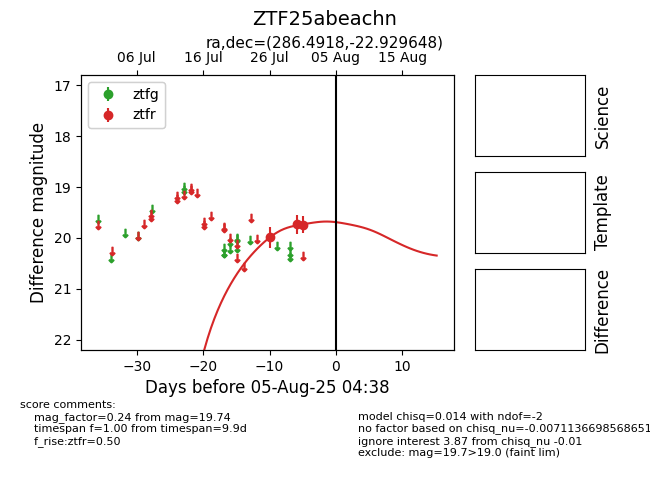 ZTF25abeachn
ra,dec=(286.4918,-22.929648)
06 Jul 16 Jul 26 Jul 05 Aug 15 Aug
ztfg
ztfr
17
18
19
20
21
22
Difference magnitude
−30 −20 −10 0 10
Days before 05-Aug-25 04:38
Science
Template
Difference
score comments:
mag_factor=0.24 from mag=19.74
timespan f=1.00 from timespan=9.9d
f_rise:ztfr=0.50
model chisq=0.014 with ndof=-2
no factor based on chisq_nu=-0.0071136698568651
ignore interest 3.87 from chisq_nu -0.01
exclude: mag=19.7>19.0 (faint lim)